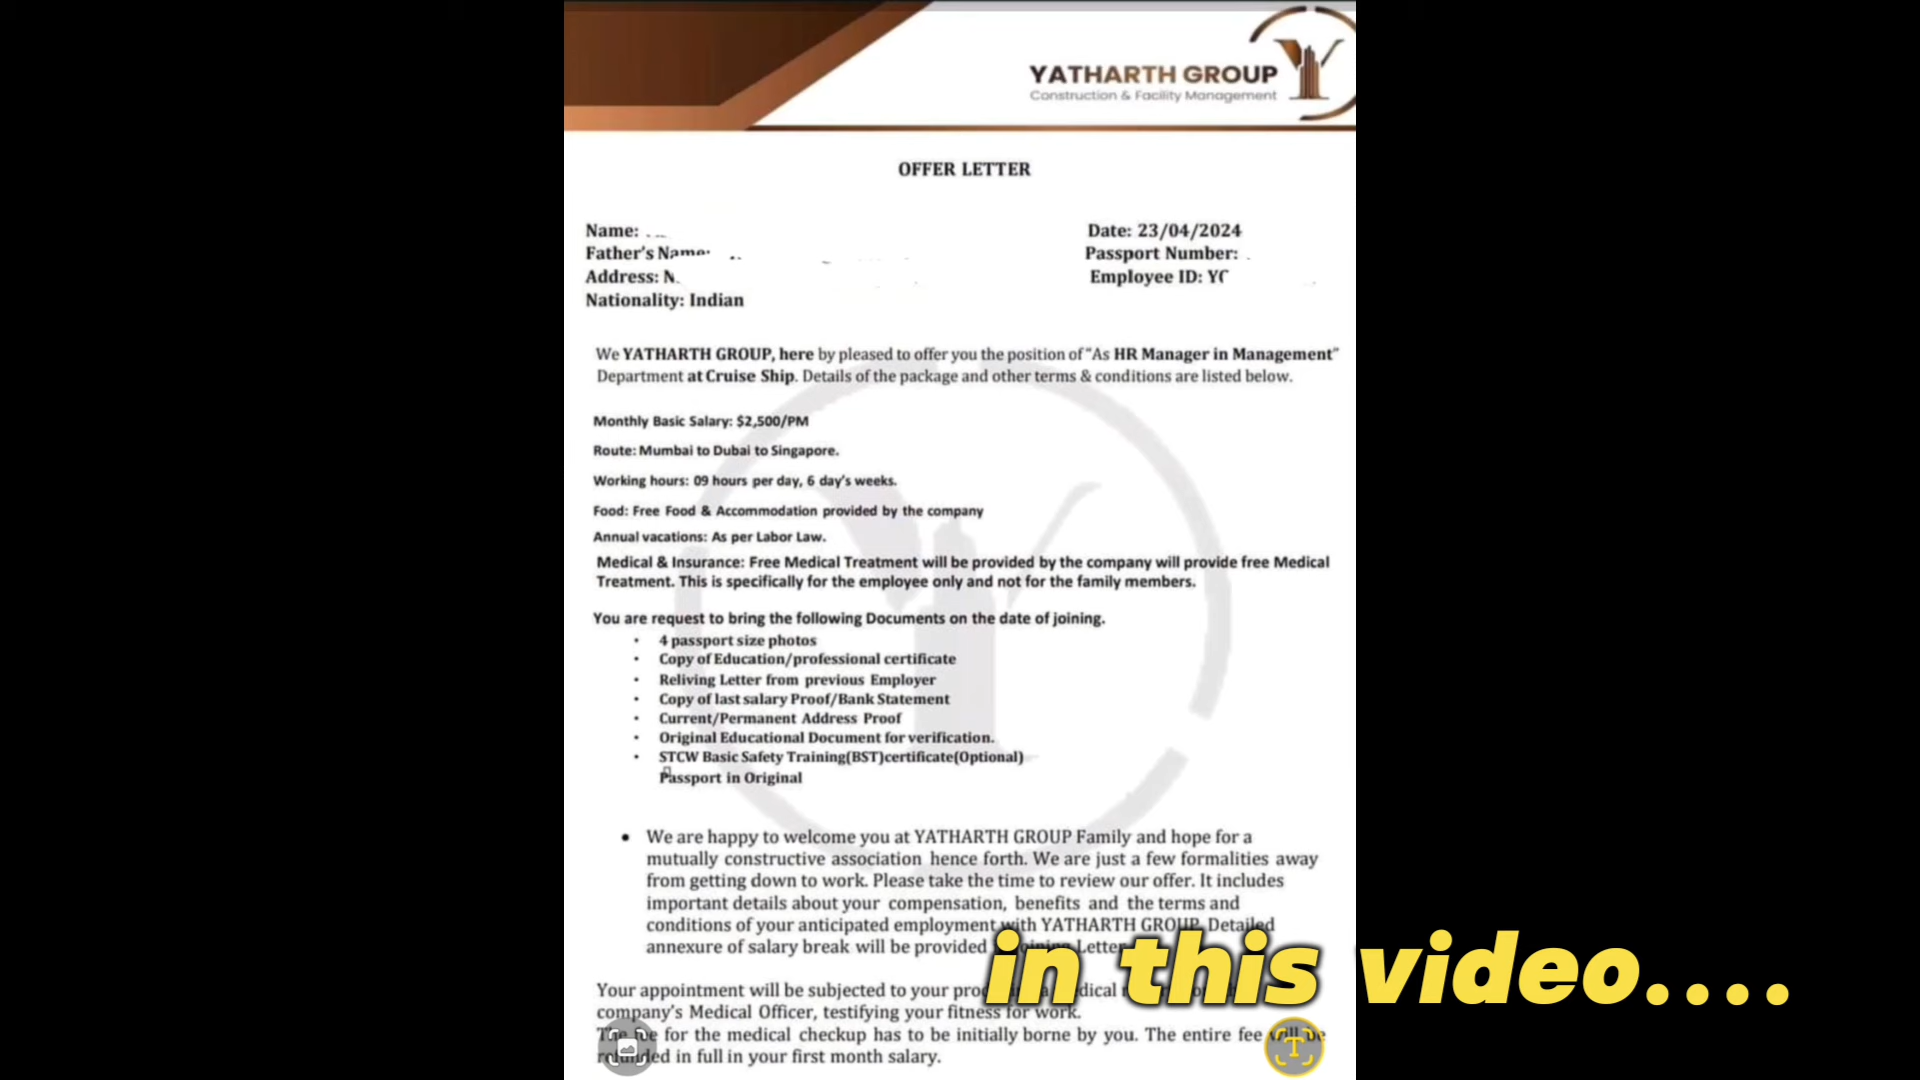 YATHARTH GROUP
Construction & Facility Management
OFFER LETTER
Name:
Date: 23/04/2024
Father's Name:
Passport Number:
Address: N
Employee ID: YG
Nationality: Indian
We YATHARTH GROUP, here by pleased to offer you the position of "As HR Manager in Management"
Department at Cruise Ship. Details of the package and other terms & conditions are listed below.
Monthly Basic Salary: $2,500/PM
Route: Mumbai to Dubai to Singapore.
Working hours: 09 hours per day, 6 day's weeks.
Food: Free Food & Accommodation provided by the company
Annual vacations: As per Labor Law.
Medical & Insurance: Free Medical Treatment will be provided by the company will provide free Medical
Treatment. This is specifically for the employee only and not for the family members.
You are request to bring the following Documents on the date of joining.
· 4 passport size photos
· Copy of Education/professional certificate
· Reliving Letter from previous Employer
· Copy of last salary Proof/Bank Statement
· Current/Permanent Address Proof
· Original Educational Document for verification.
· STCW Basic Safety Training(BST)certificate(Optional)
Passport in Original
• We are happy to welcome you at YATHARTH GROUP Family and hope for a
mutually constructive association hence forth. We are just a few formalities away
from getting down to work. Please take the time to review our offer. It includes
important details about your compensation, benefits and the terms and
conditions of your anticipated employment with YATHARTH GROUP. Detailed
annexure of salary break will be provided Letter
in this video....
Your appointment will be subjected to your
company's Medical Officer, testifying your fitness for work.
for the medical checkup has to be initially borne by you. The entire fee will be
in full in your first month salary.